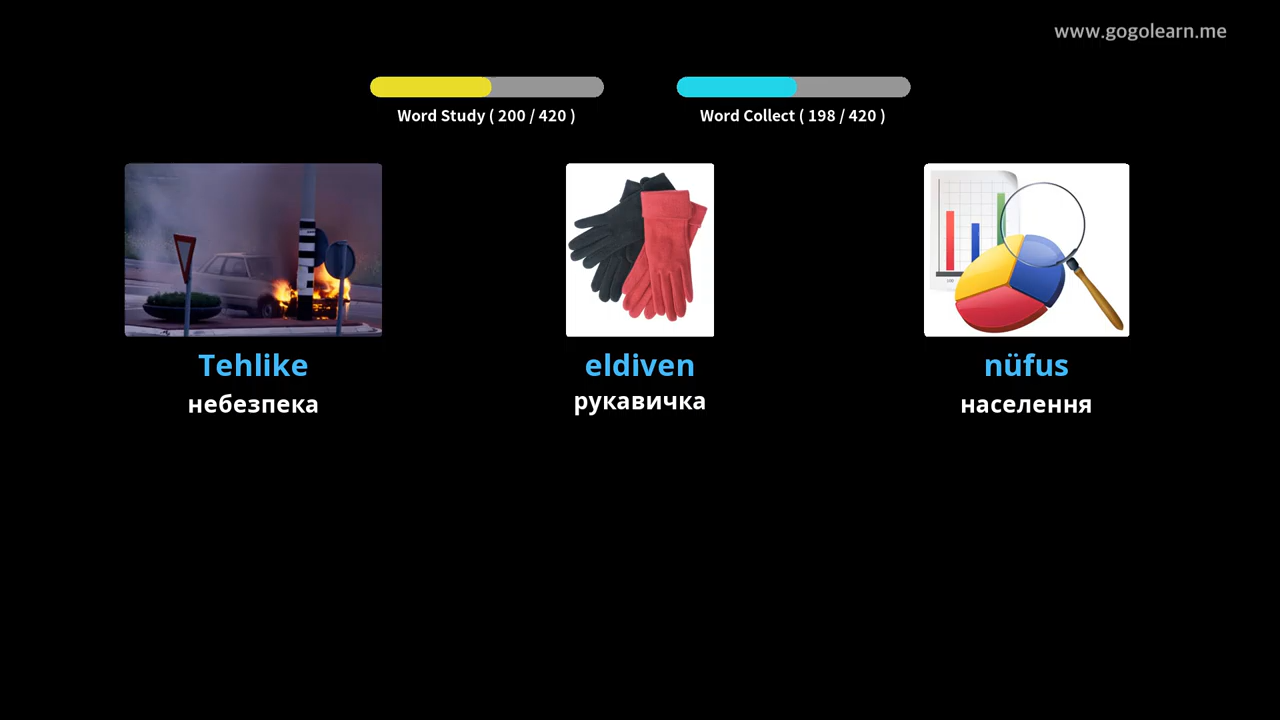 www.gogolearn.me
Word Study ( 200 / 420 )
Word Collect ( 198 / 420 )
Tehlike
небезпека
eldiven
рукавичка
nüfus
населення